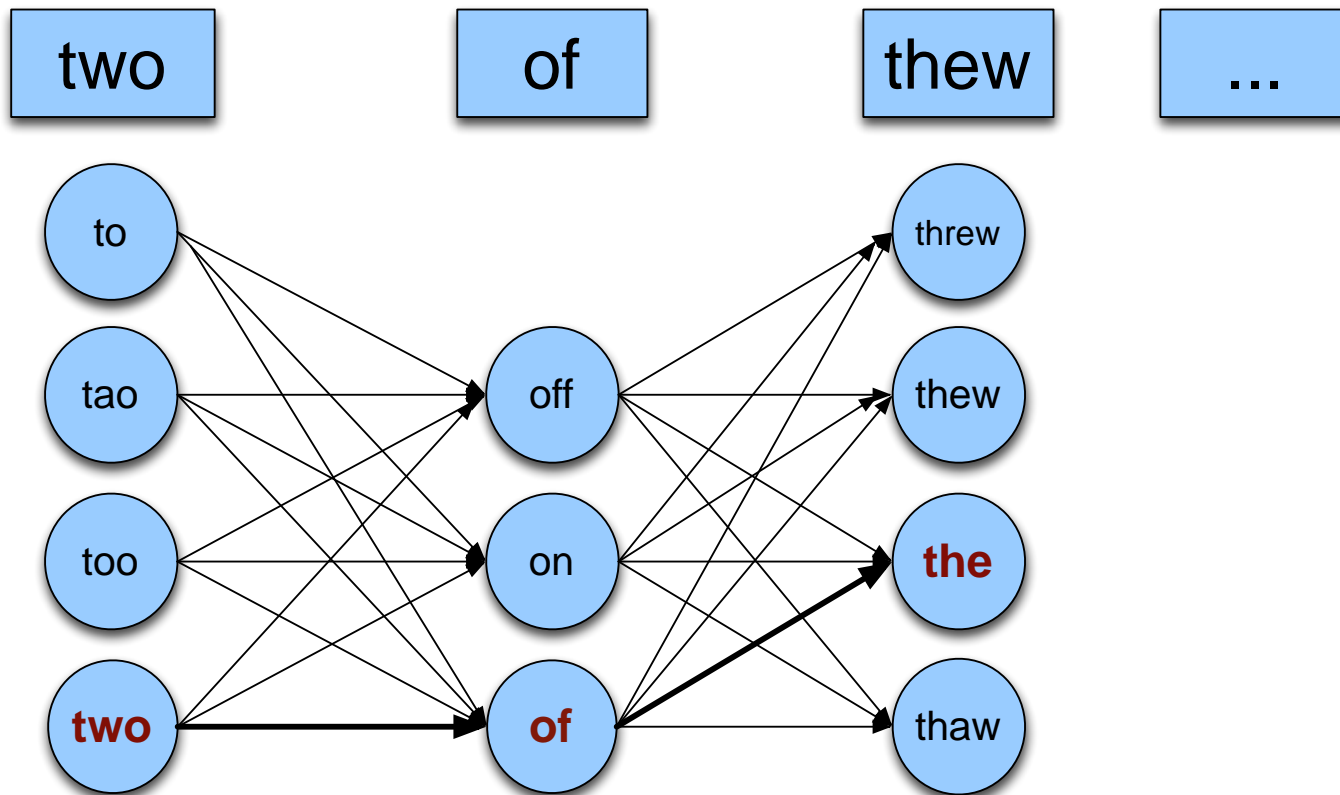 two of thew ...
to threw
tao off thew
too on the
two of thaw